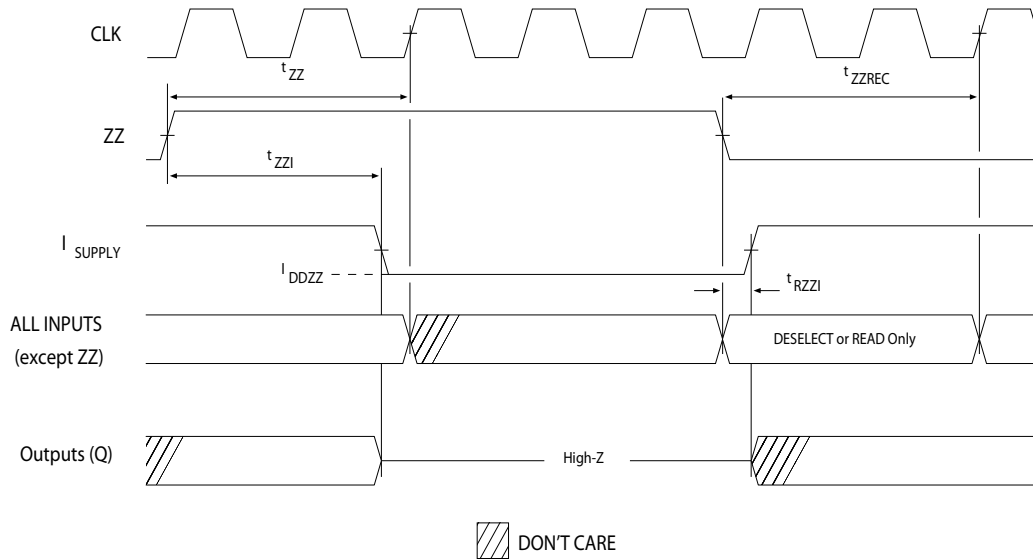 CLK
t ZZ
t ZZREC
ZZ
t ZZI
I SUPPLY
I DDZZ
t RZZI
ALL INPUTS
(except ZZ)
DESELECT or READ Only
Outputs (Q)
High-Z
DON'T CARE